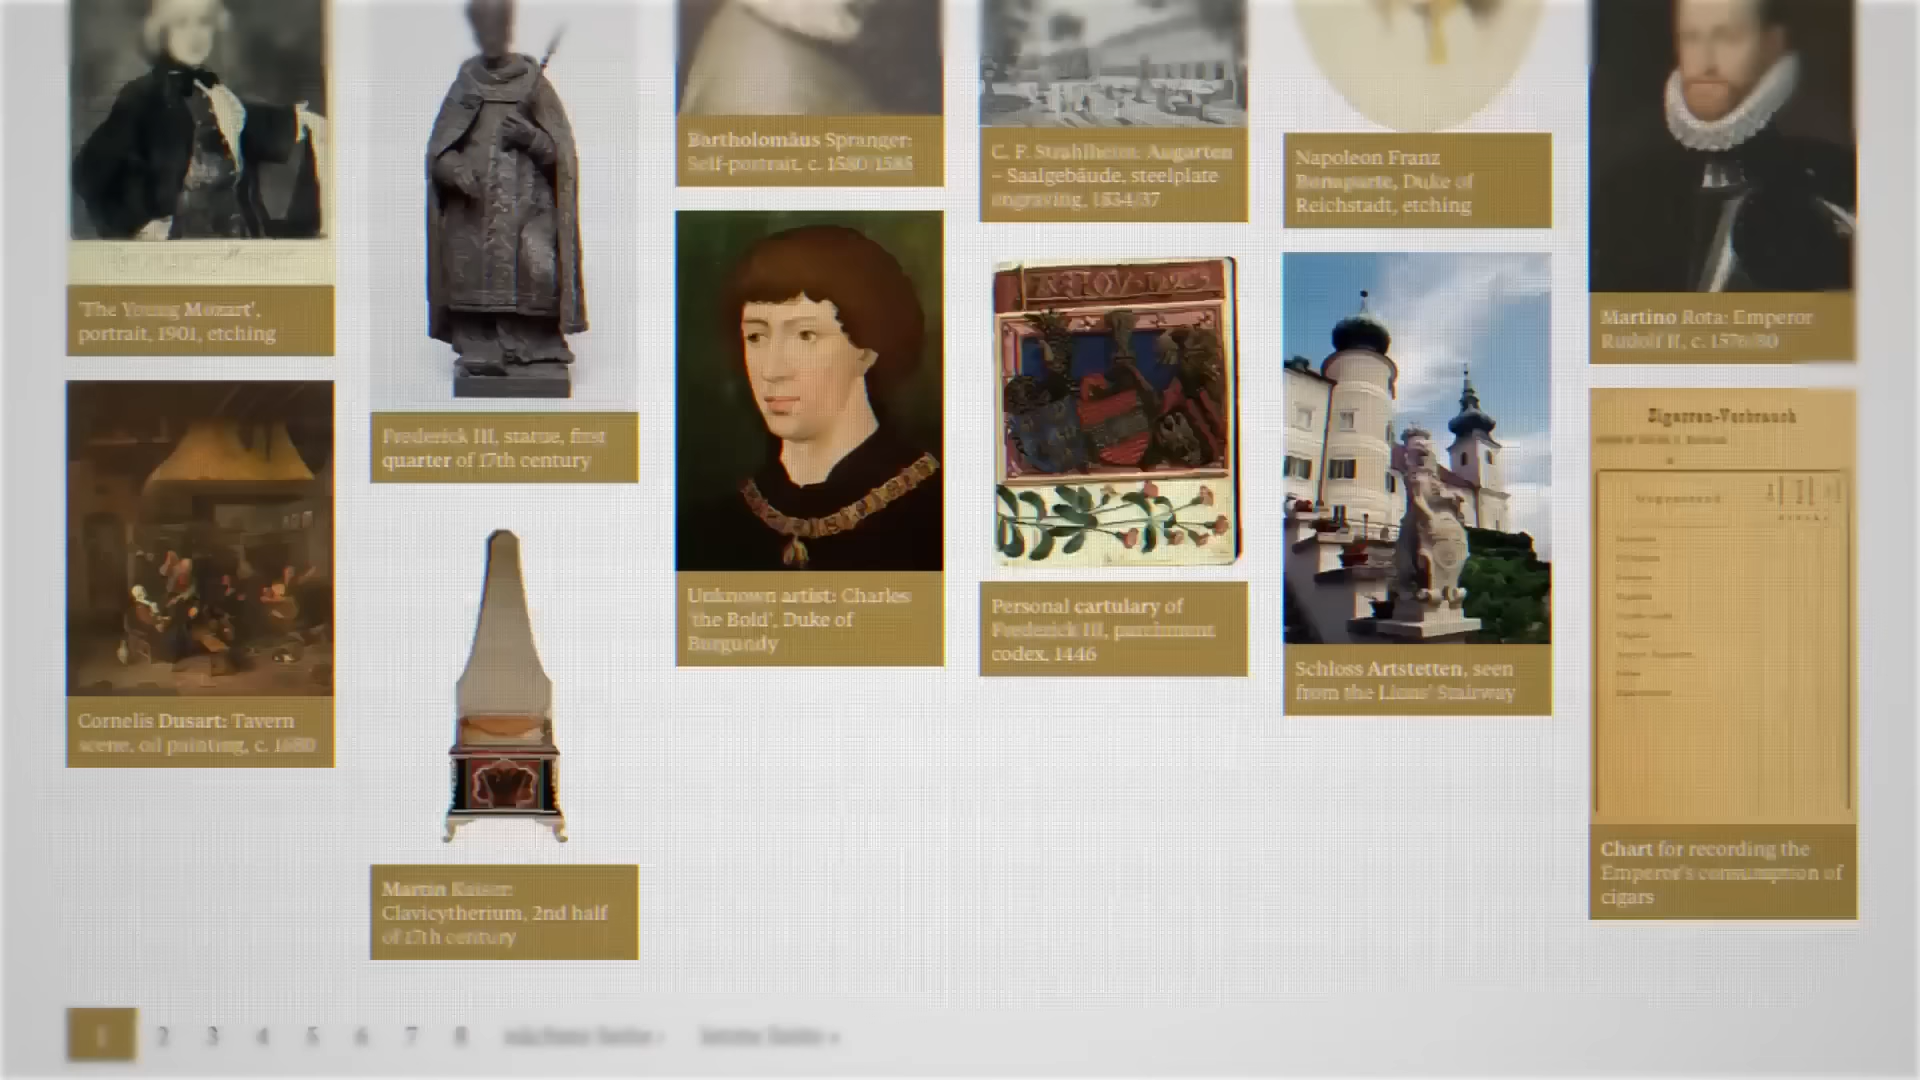 'The Young Mozart',
portrait, 1901, etching
Cornelis Dusart: Tavern
scene, oil painting, c. 1680
Frederick III, statue, first
quarter of 17th century
Martin Kaiser:
Clavicytherium, 2nd half
of 17th century
Bartholomäus Spranger:
Self-portrait, c. 1580/1585
Unknown artist: Charles
'the Bold', Duke of
Burgundy
C. F. Strahlheim: Augarten
– Saalgebäude, steelplate
engraving, 1834/37
Personal cartulary of
Frederick III, parchment
codex, 1446
Napoleon Franz
Bonaparte, Duke of
Reichstadt, etching
Schloss Artstetten, seen
from the Lions' Stairway
Martino Rota: Emperor
Rudolf II, c. 1576/80
Zigarren-Verbrauch
Gegenstand
Chart for recording the
Emperor's consumption of
cigars
1 2 3 4 5 6 7 8 nächste Seite › letzte Seite »